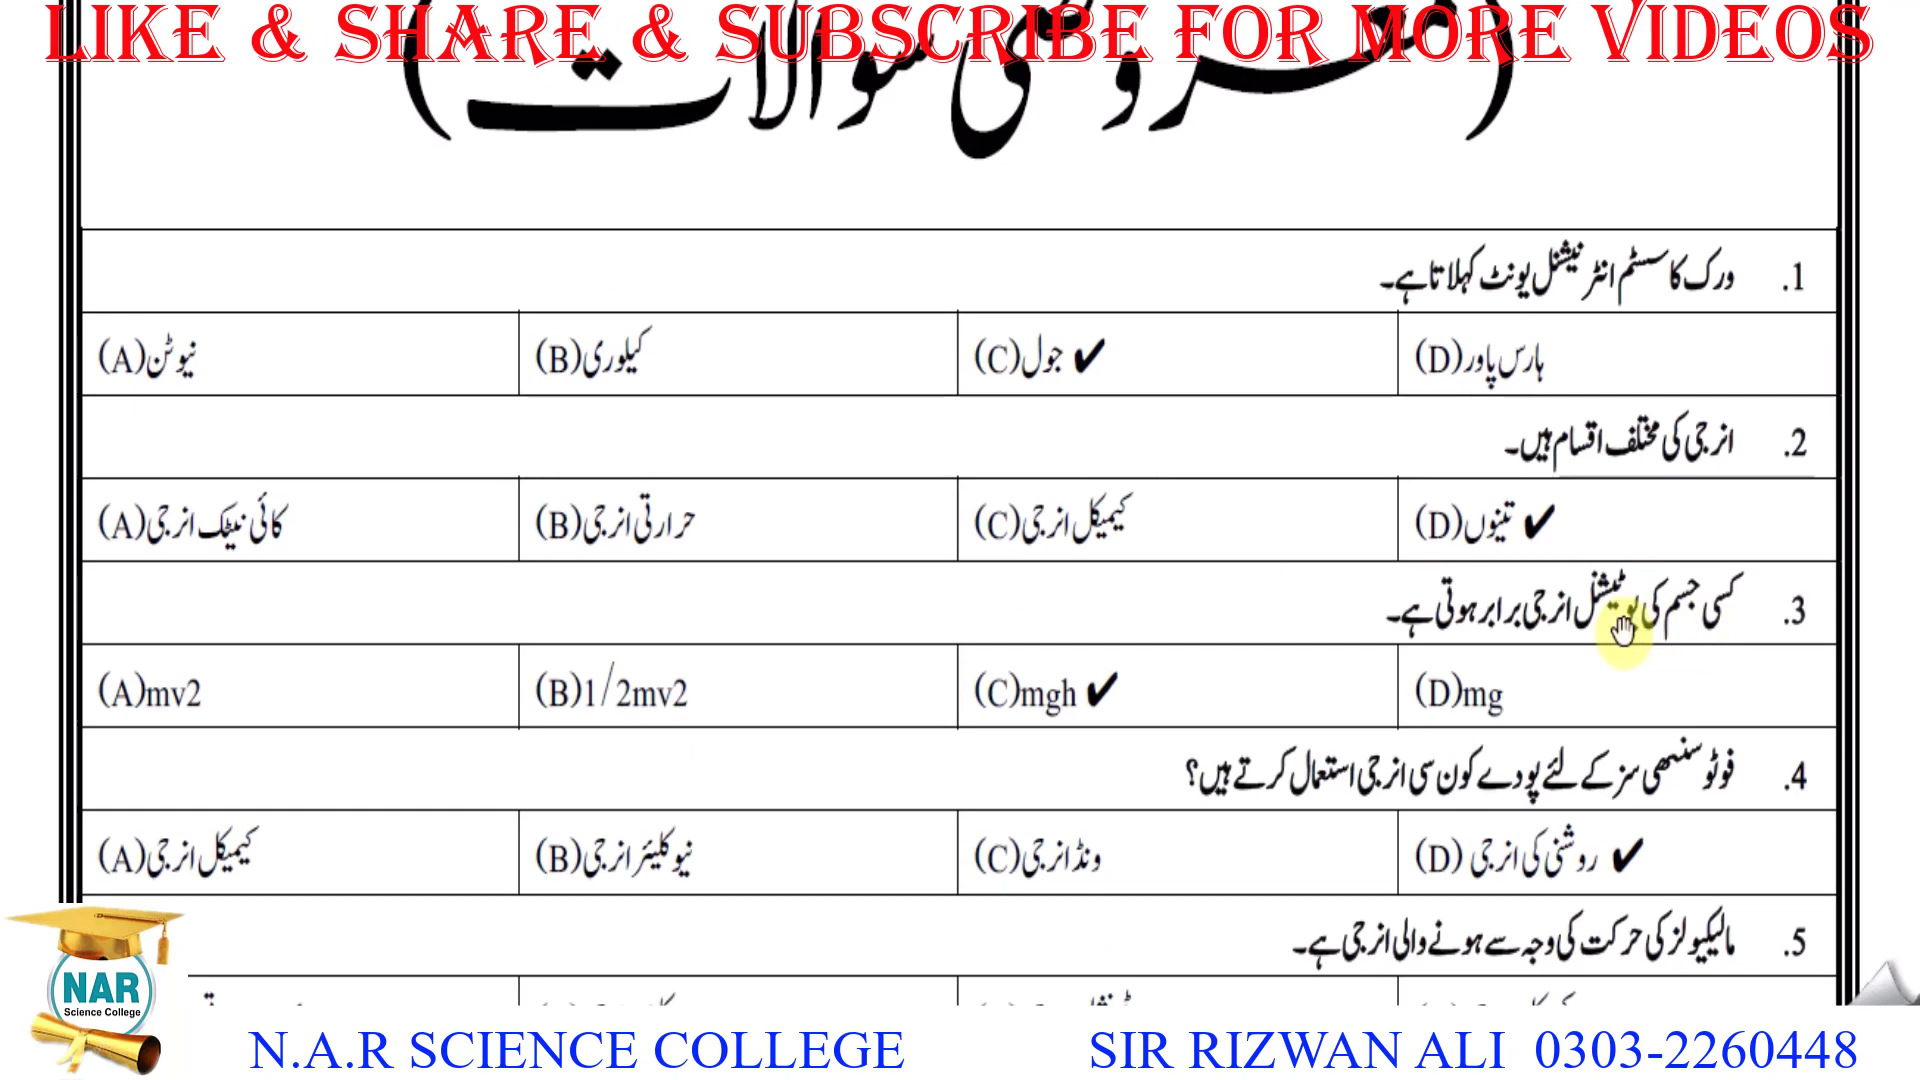 LIKE & SHARE & SUBSCRIBE FOR MORE VIDEOS
(معروضی سوالات)
1. ورک کا سسٹم انٹرنیشنل یونٹ کہلاتا ہے۔
(A)نیوٹن (B)کیلوری (C)جول ✔ (D)ہارس پاور
2. انرجی کی مختلف اقسام ہیں۔
(A)کائی نیٹک انرجی (B)حرارتی انرجی (C)کیمیکل انرجی (D)تینوں ✔
3. کسی جسم کی پوٹینشل انرجی برابر ہوتی ہے۔
(A)mv2 (B)1/2mv2 (C)mgh ✔ (D)mg
4. فوٹو سنتھی سز کے لئے پودے کون سی انرجی استعمال کرتے ہیں؟
(A)کیمیکل انرجی (B)نیوکلیئر انرجی (C)ونڈ انرجی (D) روشنی کی انرجی ✔
5. مالیکیولز کی حرکت کی وجہ سے ہونے والی انرجی ہے۔
NAR
Science College
N.A.R SCIENCE COLLEGE SIR RIZWAN ALI 0303-2260448